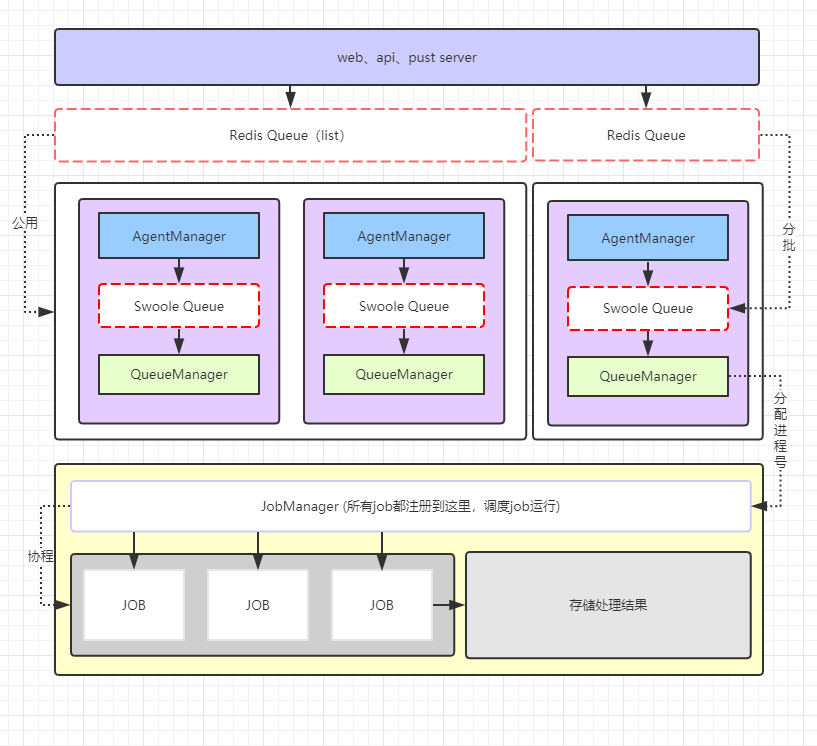 web、api、pust server
Redis Queue（list）
Redis Queue
公用
分批
AgentManager
AgentManager
AgentManager
Swoole Queue
Swoole Queue
Swoole Queue
QueueManager
QueueManager
QueueManager
分配进程号
JobManager (所有job都注册到这里，调度job运行)
协程
JOB
JOB
JOB
存储处理结果